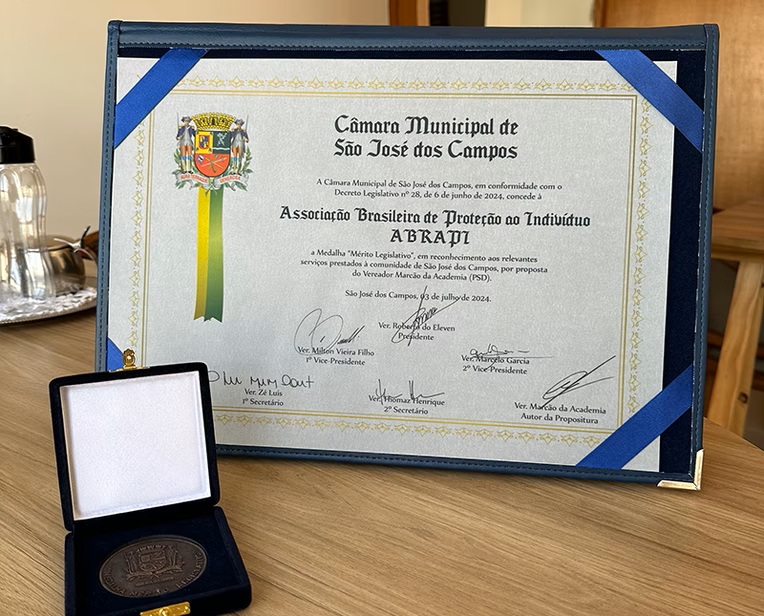 Câmara Municipal de
São José dos Campos
A Câmara Municipal de São José dos Campos, em conformidade com o
Decreto Legislativo nº 28, de 6 de junho de 2024, concede à
Associação Brasileira de Proteção ao Indivíduo
ABRAPI
a Medalha "Mérito Legislativo", em reconhecimento aos relevantes
serviços prestados à comunidade de São José dos Campos, por proposta
do Vereador Marcão da Academia (PSD).
São José dos Campos, 03 de julho de 2024.
Ver. Roberto do Eleven
Presidente
Ver. Milton Vieira Filho
1º Vice-Presidente
Ver. Marcelo Garcia
2º Vice-Presidente
Ver. Zé Luis
1º Secretário
Ver. Thomaz Henrique
2º Secretário
Ver. Marcão da Academia
Autor da Propositura